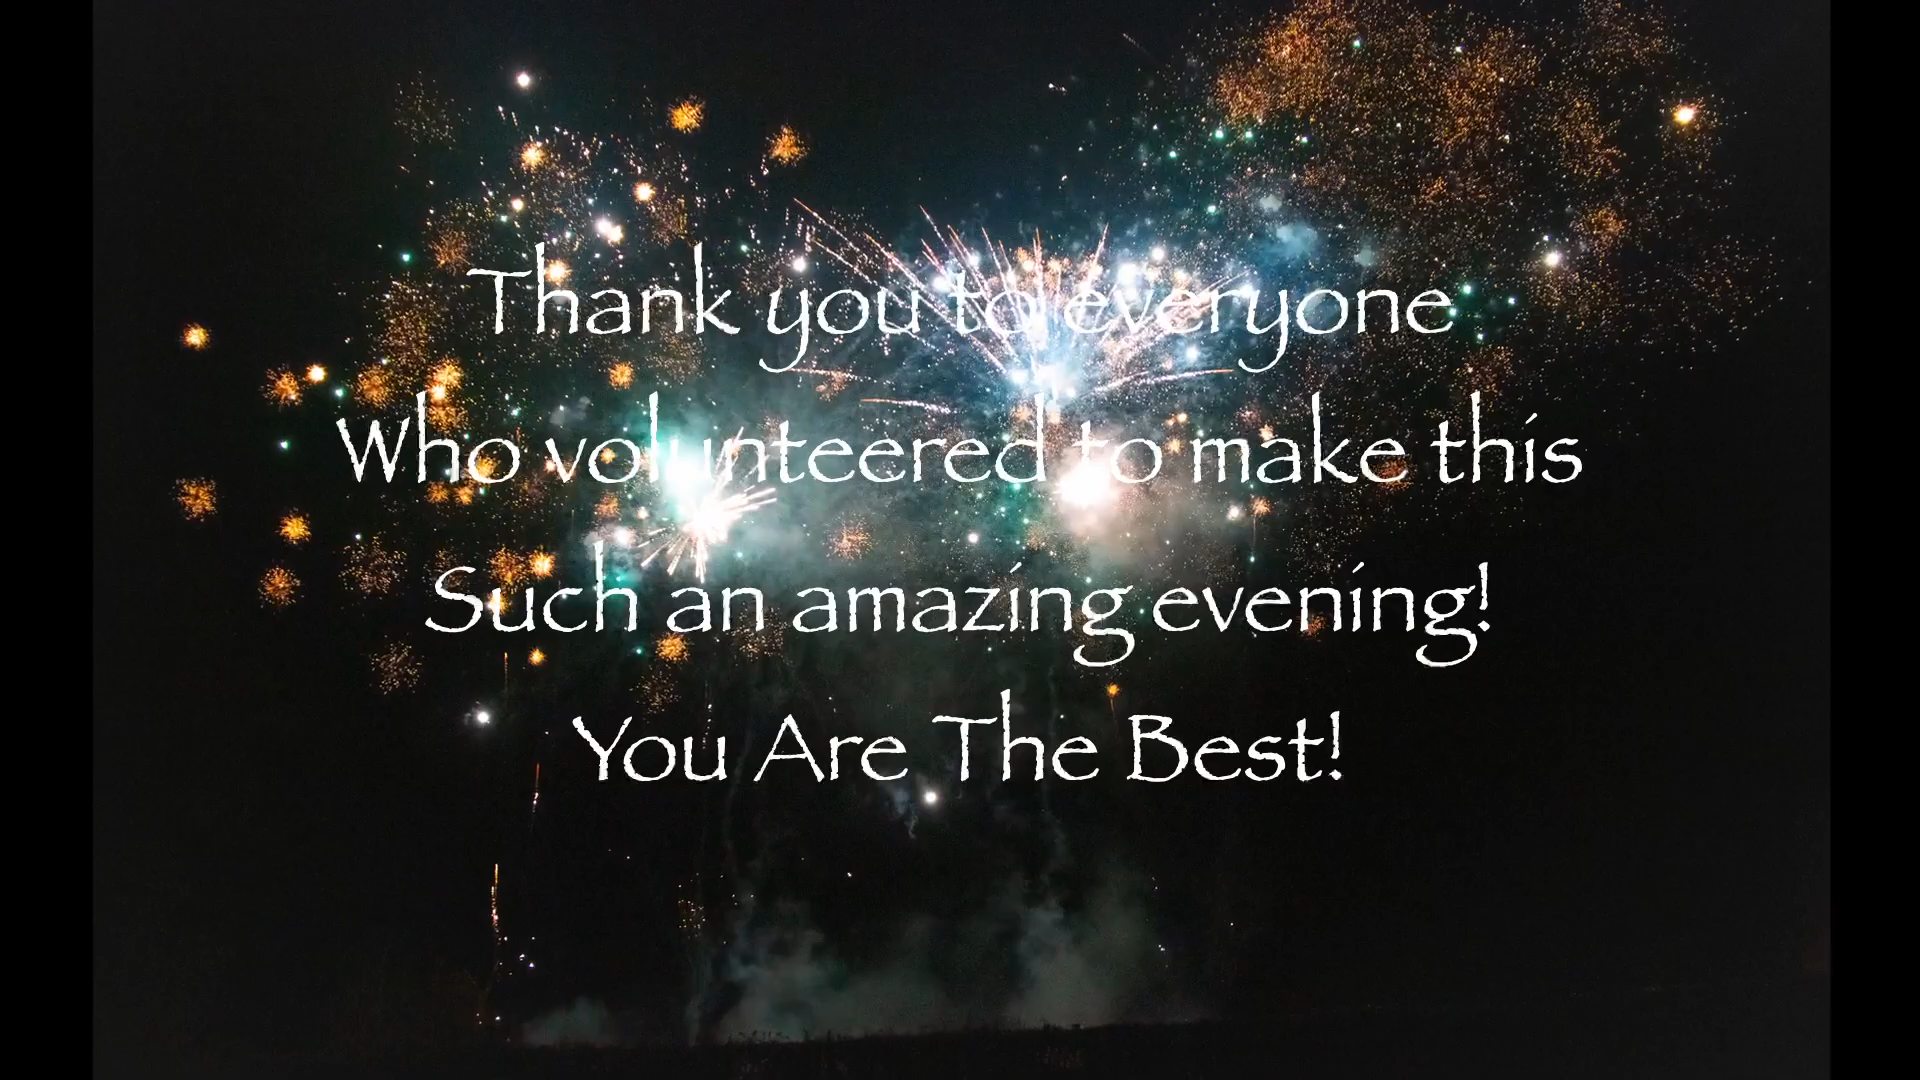 Thank you to everyone
Who volunteered to make this
Such an amazing evening!
You Are The Best!